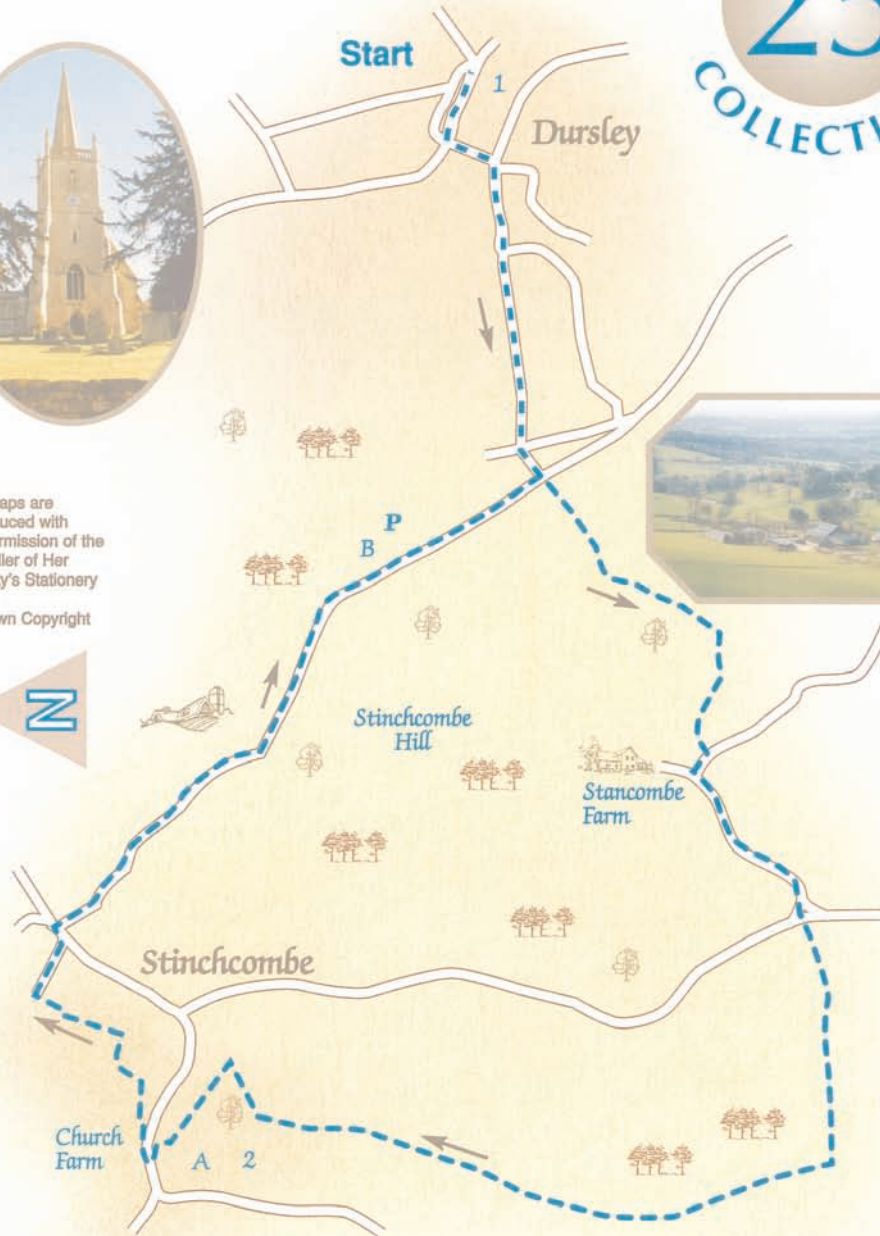 25
COLLECTI
Start
1
Dursley
aps are
uced with
rmission of the
ller of Her
y's Stationery
wn Copyright
P
B
N
Stinchcombe
Hill
Stancombe
Farm
Stinchcombe
Church
Farm
A 2